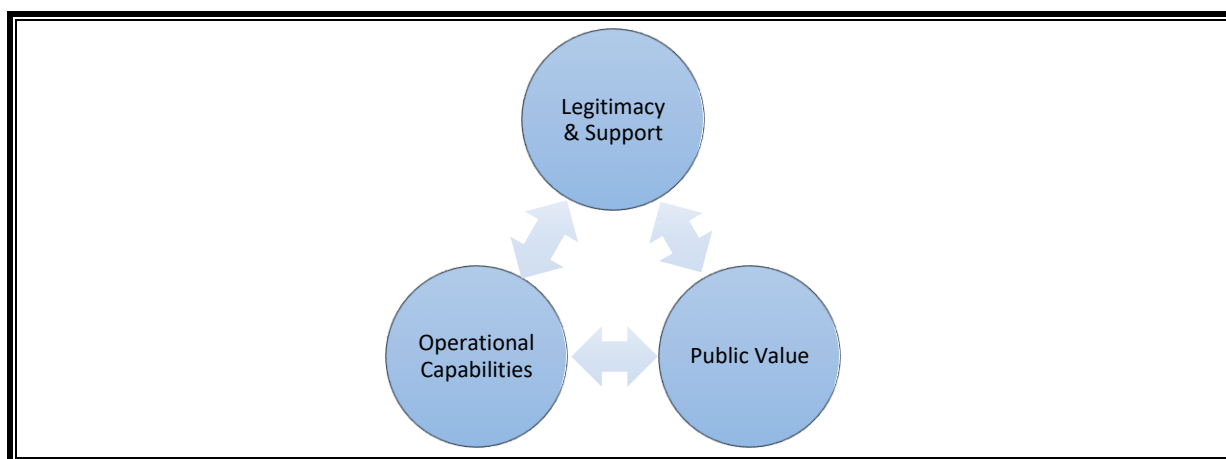 Legitimacy
& Support
Operational
Capabilities
Public Value